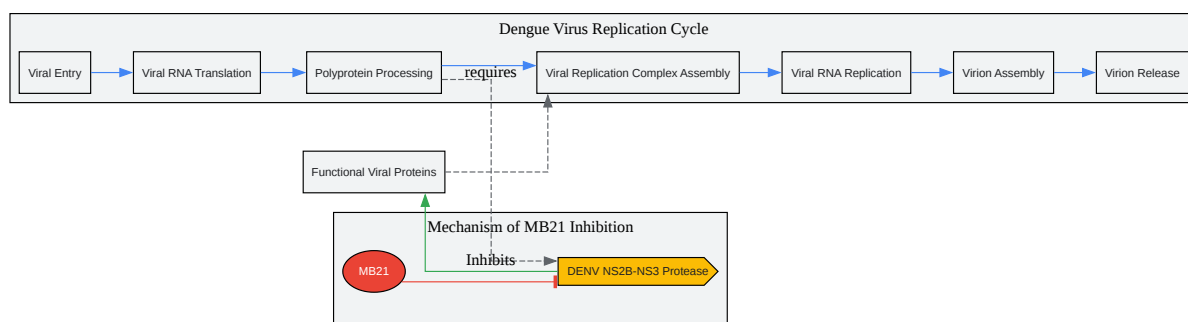 Dengue Virus Replication Cycle
Viral Entry
Viral RNA Translation
Polyprotein Processing
requires
Viral Replication Complex Assembly
Viral RNA Replication
Virion Assembly
Virion Release
Functional Viral Proteins
Mechanism of MB21 Inhibition
Inhibits
MB21
DENV NS2B-NS3 Protease